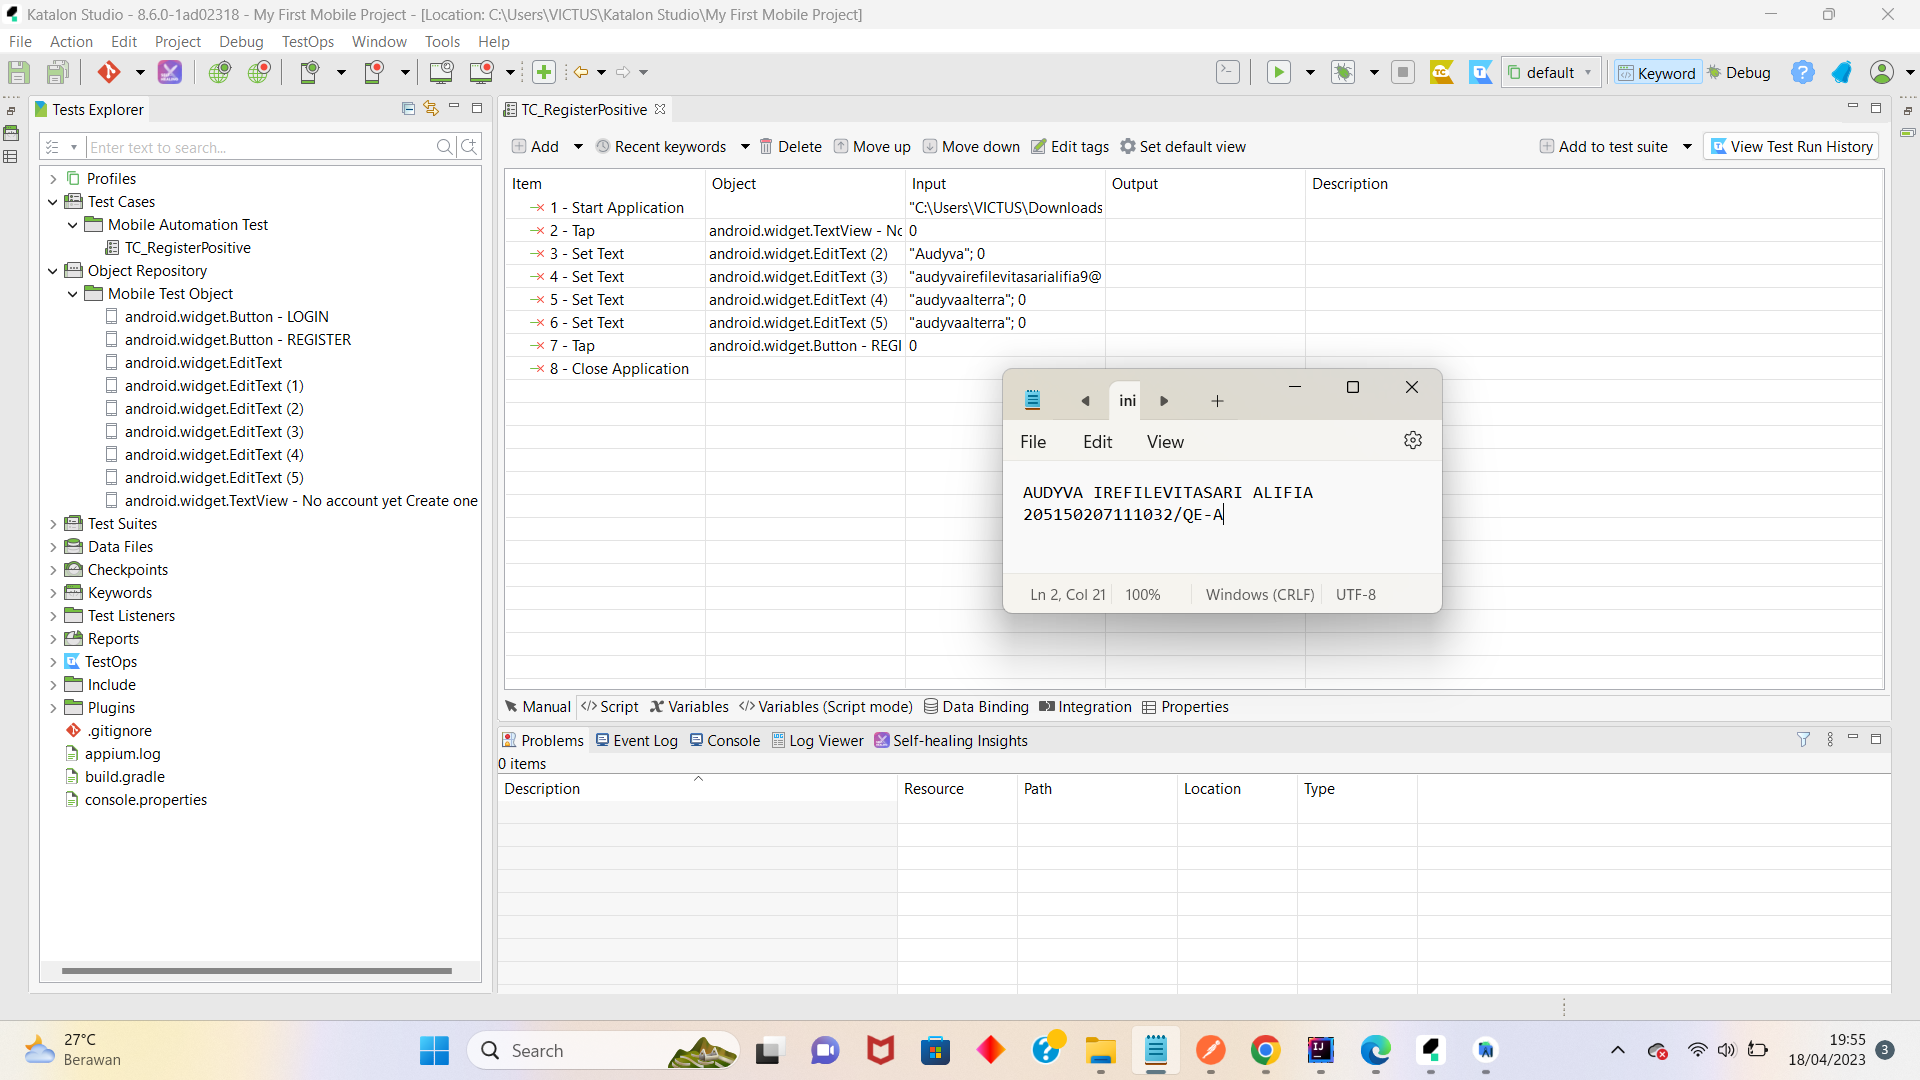 Katalon Studio - 8.6.0-1ad02318 - My First Mobile Project - [Location: C:\Users\VICTUS\Katalon Studio\My First Mobile Project]
File Action Edit Project Debug TestOps Window Tools Help
default Keyword Debug
Tests Explorer
Enter text to search...
Profiles
Test Cases
Mobile Automation Test
TC_RegisterPositive
Object Repository
Mobile Test Object
android.widget.Button - LOGIN
android.widget.Button - REGISTER
android.widget.EditText
android.widget.EditText (1)
android.widget.EditText (2)
android.widget.EditText (3)
android.widget.EditText (4)
android.widget.EditText (5)
android.widget.TextView - No account yet Create one
Test Suites
Data Files
Checkpoints
Keywords
Test Listeners
Reports
TestOps
Include
Plugins
.gitignore
appium.log
build.gradle
console.properties
TC_RegisterPositive
Add Recent keywords Delete Move up Move down Edit tags Set default view Add to test suite View Test Run History
Item Object Input Output Description
1 - Start Application "C:\Users\VICTUS\Downloads
2 - Tap android.widget.TextView - Nc 0
3 - Set Text android.widget.EditText (2) "Audyva"; 0
4 - Set Text android.widget.EditText (3) "audyvairefilevitasarialifia9@
5 - Set Text android.widget.EditText (4) "audyvaalterra"; 0
6 - Set Text android.widget.EditText (5) "audyvaalterra"; 0
7 - Tap android.widget.Button - REGI 0
8 - Close Application
ini
File Edit View
AUDYVA IREFILEVITASARI ALIFIA
205150207111032/QE-A
Ln 2, Col 21 100% Windows (CRLF) UTF-8
Manual Script Variables Variables (Script mode) Data Binding Integration Properties
Problems Event Log Console Log Viewer Self-healing Insights
0 items
Description Resource Path Location Type
27°C
Berawan
Search
19:55
18/04/2023
3